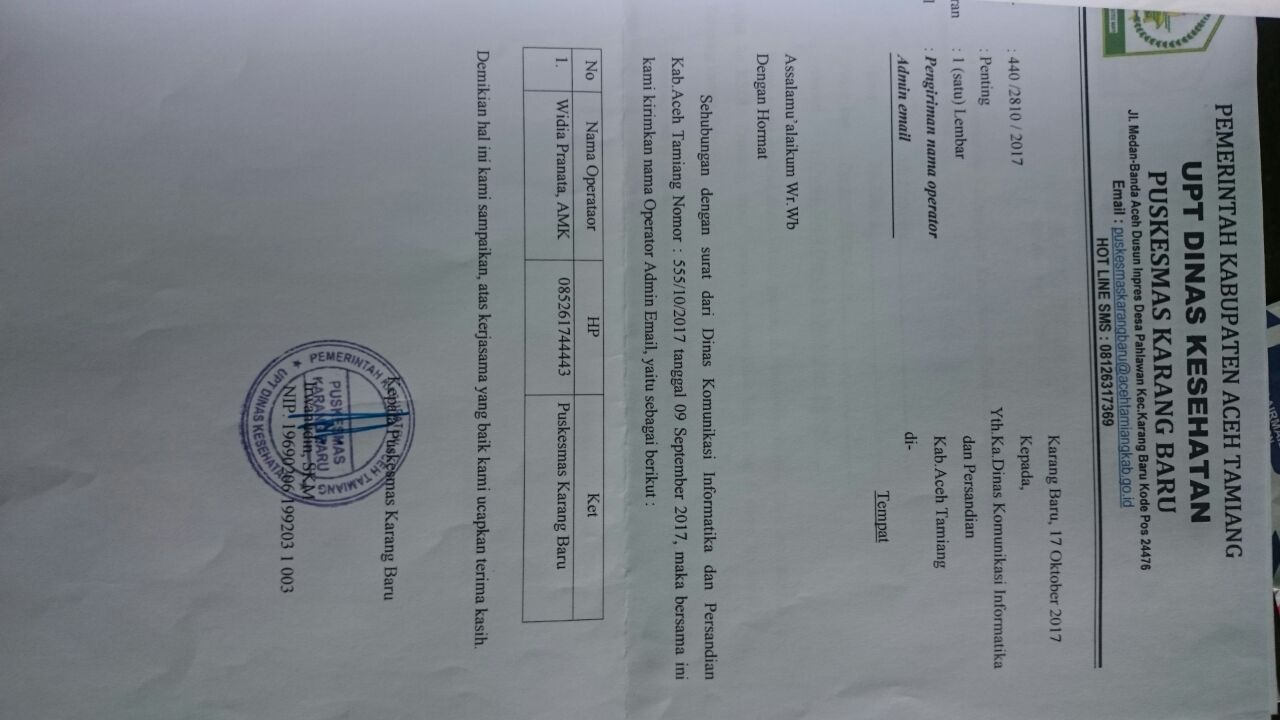 PEMERINTAH KABUPATEN ACEH TAMIANG
UPT DINAS KESEHATAN
PUSKESMAS KARANG BARU
Jl. Medan-Banda Aceh Dusun Inpres Desa Pahlawan Kec.Karang Baru Kode Pos 24476
Email : puskesmaskarangbaru@acehtamiangkab.go.id
HOT LINE SMS : 08126317369
Karang Baru, 17 Oktober 2017
Kepada,
Yth.Ka.Dinas Komunikasi Informatika
dan Persandian
Kab.Aceh Tamiang
di-
Tempat
: 440 /2810 / 2017
: Penting
ran : 1 (satu) Lembar
l : Pengiriman nama operator
Admin email
Assalamu’alaikum Wr.Wb
Dengan Hormat
Sehubungan dengan surat dari Dinas Komunikasi Informatika dan Persandian
Kab.Aceh Tamiang Nomor : 555/10/2017 tanggal 09 September 2017, maka bersama ini
kami kirimkan nama Operator Admin Email, yaitu sebagai berikut :
No Nama Operataor HP Ket
1. Widia Pranata, AMK 085261744443 Puskesmas Karang Baru
Demikian hal ini kami sampaikan, atas kerjasama yang baik kami ucapkan terima kasih.
Kepala Puskesmas Karang Baru
PEMERINTAH KABUPATEN ACEH TAMIANG
PUSKESMAS
KARANG BARU
UPT DINAS KESEHATAN
Irwanudin, SKM
NIP. 19690206 199203 1 003